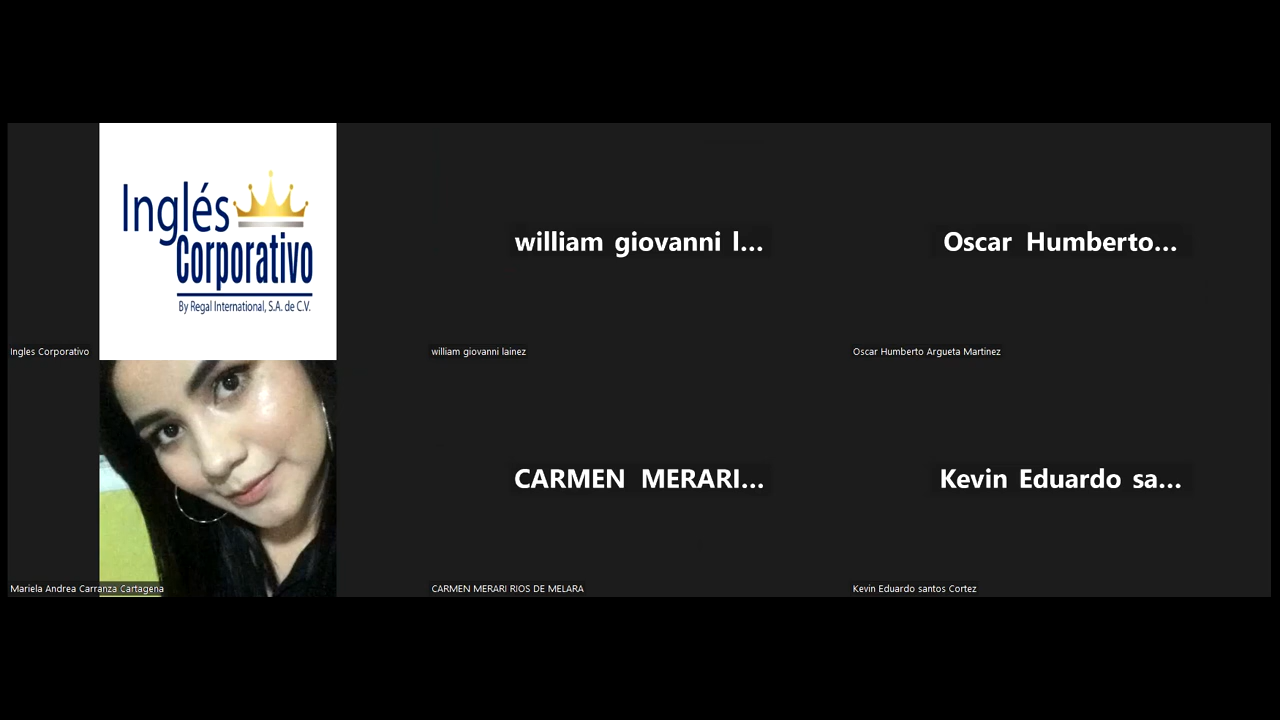 Inglés
Corporativo
By Regal International, S.A. de C.V.
Ingles Corporativo
william giovanni l...
william giovanni lainez
Oscar Humberto...
Oscar Humberto Argueta Martinez
Mariela Andrea Carranza Cartagena
CARMEN MERARI...
CARMEN MERARI RIOS DE MELARA
Kevin Eduardo sa...
Kevin Eduardo santos Cortez